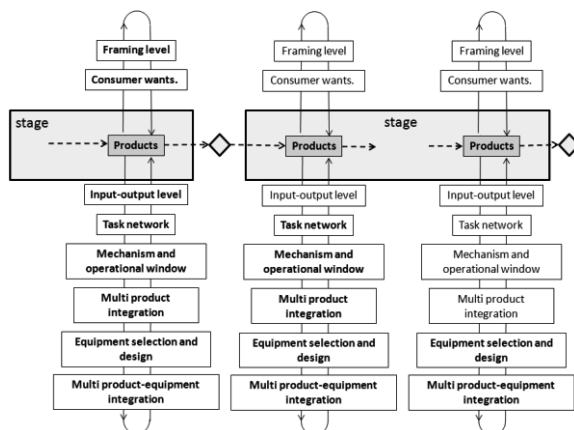 Framing level
Consumer wants.
stage
Products
Input-output level
Task network
Mechanism and
operational window
Multi product
integration
Equipment selection and
design
Multi product-equipment
integration
Framing level
Consumer wants.
stage
Products
Input-output level
Task network
Mechanism and
operational window
Multi product
integration
Equipment selection and
design
Multi product-equipment
integration
Framing level
Consumer wants.
Products
Input-output level
Task network
Mechanism and
operational window
Multi product
integration
Equipment selection and
design
Multi product-equipment
integration